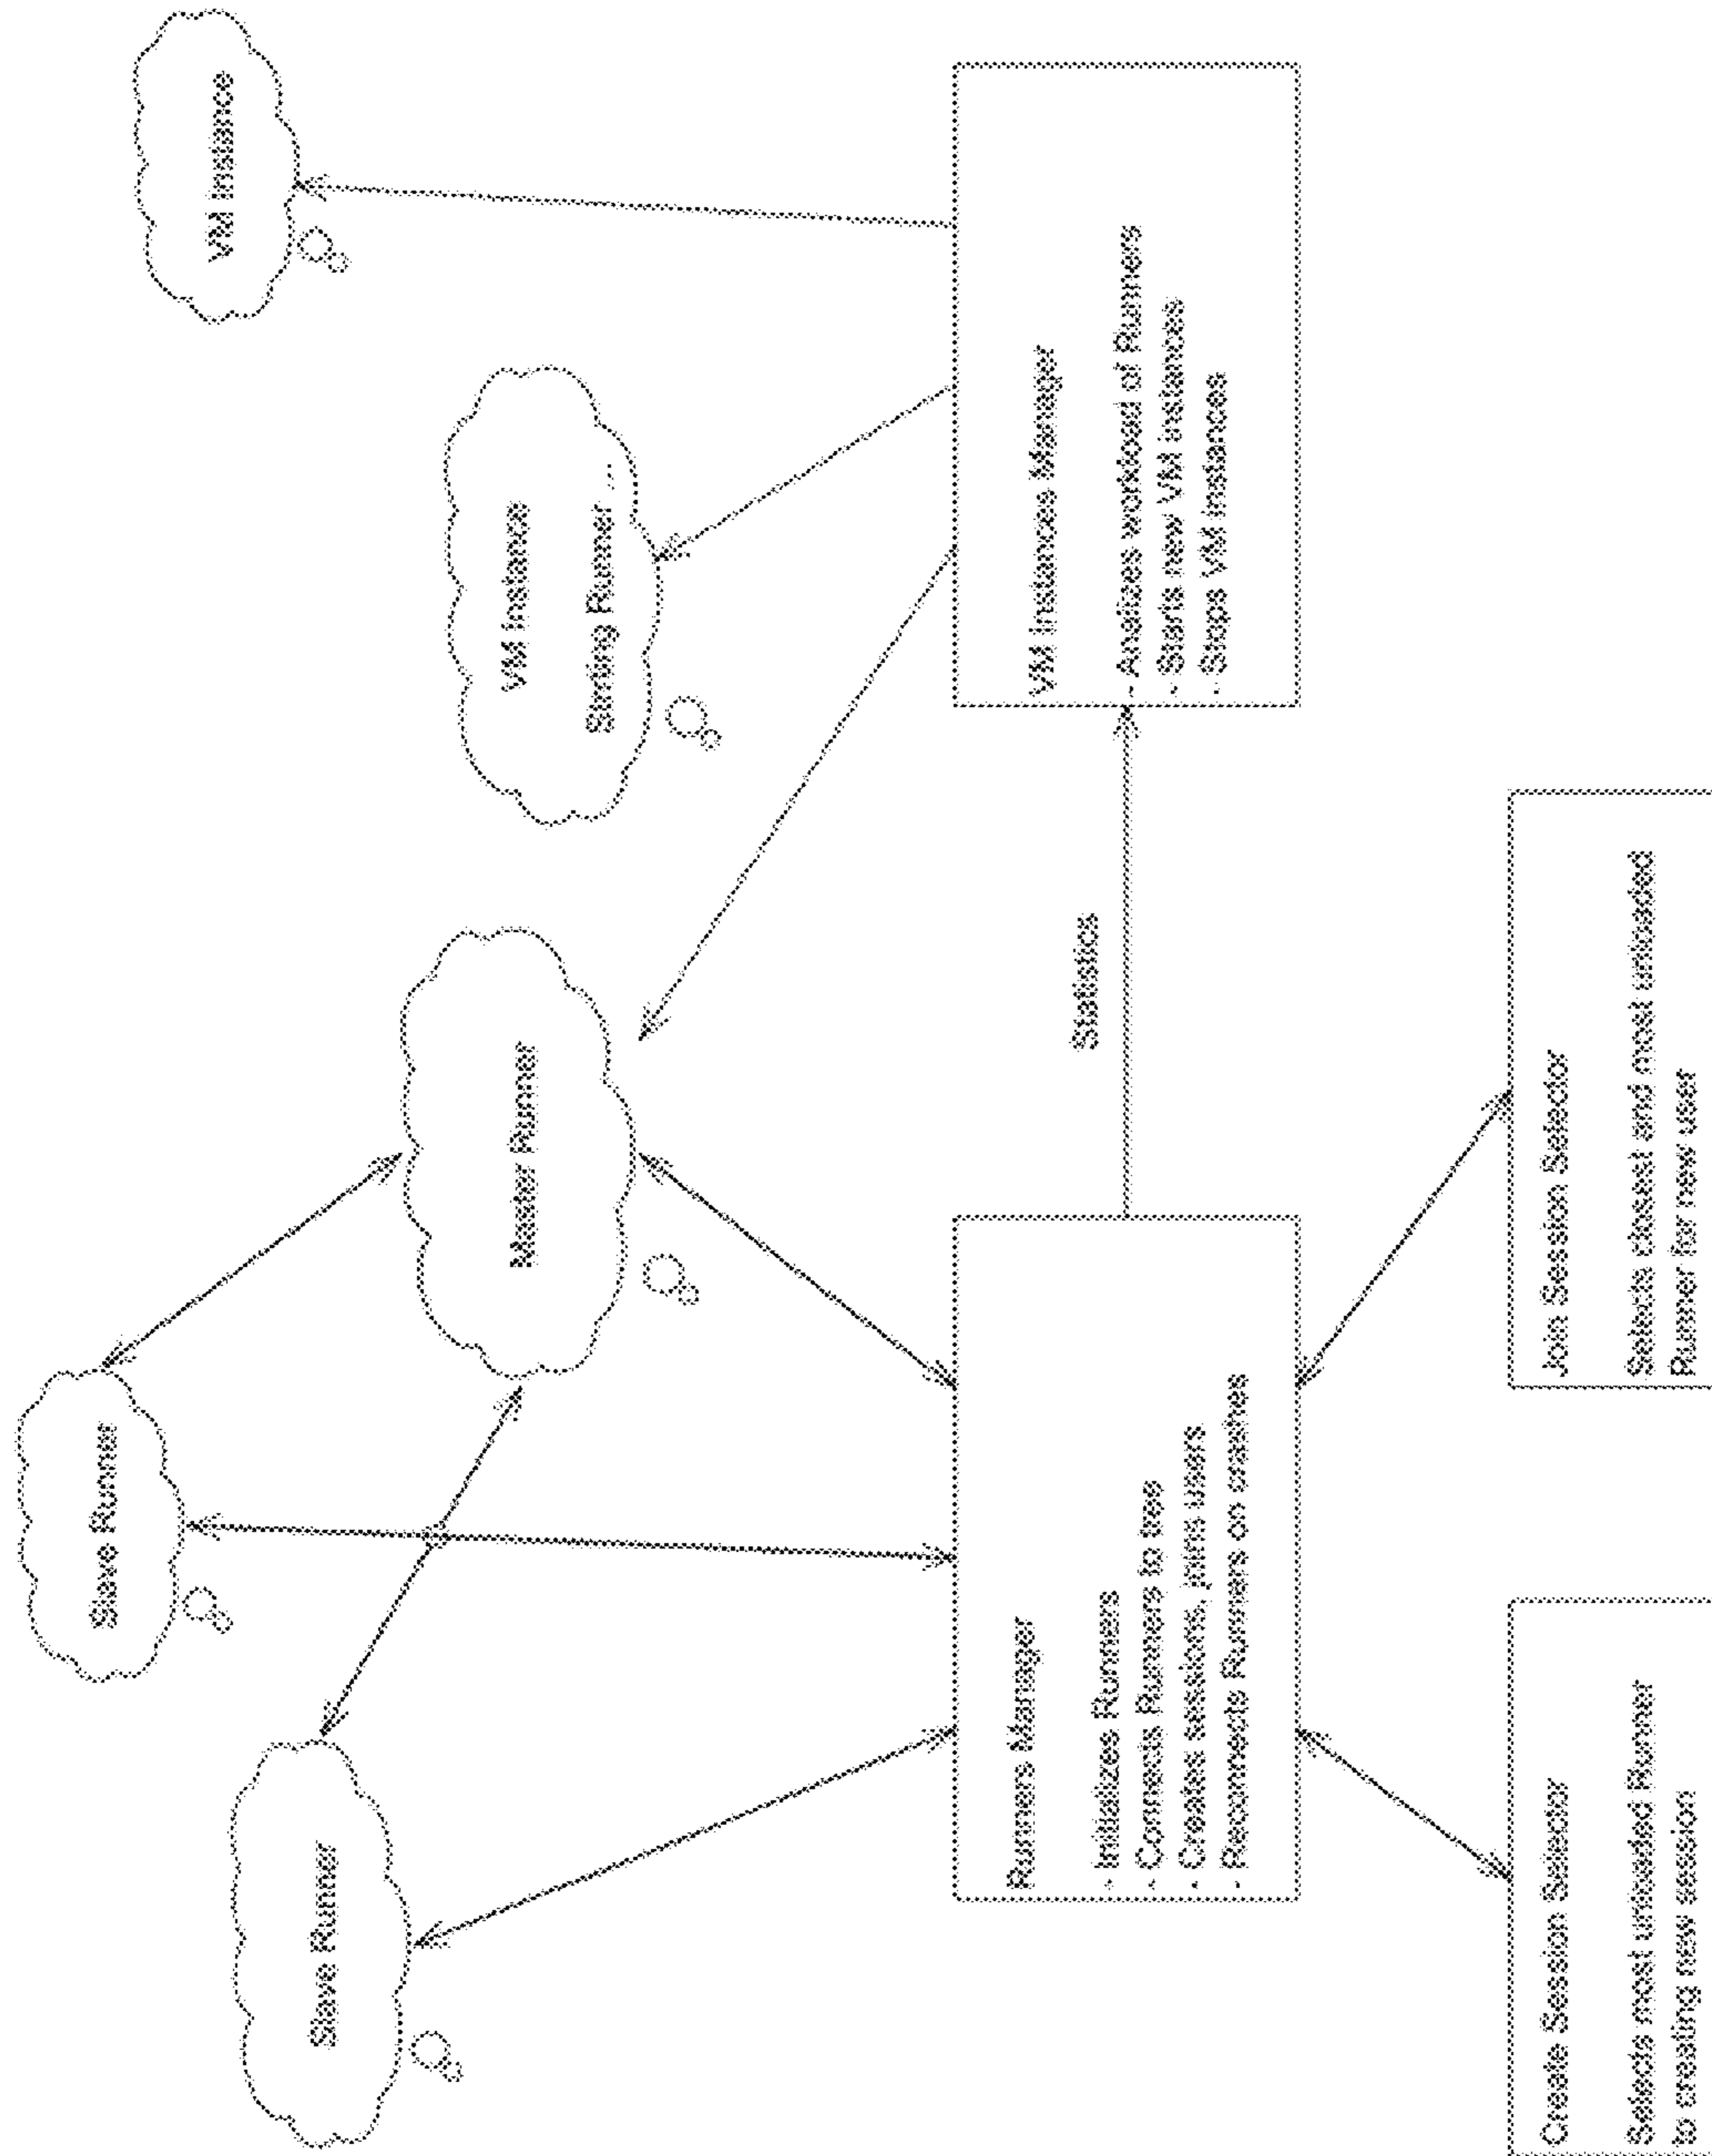 Slave Runner
Slave Runner
Master Runner
VM Instance
Starting Runner ...
VM Instance
Runners Manager
- Initializes Runners
- Connects Runners to tree
- Creates sessions, joins users
- Reconnects Runners on crashes
Statistics
VM Instances Manager
- Analizes workload of Runners
- Starts new VM instances
- Stops VM instances
Create Session Selector
Selects most unloaded Runner
to creating new session
Join Session Selector
Selects closest and most unloaded
Runner for new user